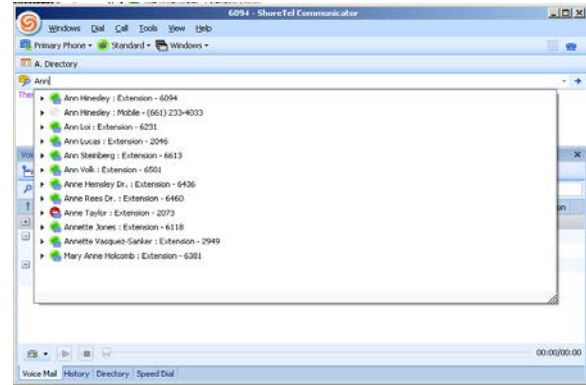 6094 - ShoreTel Communicator
Windows Dial Call Tools View Help
Primary Phone Standard Windows
A. Directory
Ann
Ann Hinesley : Extension - 6094
Ann Hinesley : Mobile - (661) 233-4033
Ann Loi : Extension - 6231
Ann Lucas : Extension - 2046
Ann Steinberg : Extension - 6613
Ann Volk : Extension - 6501
Anne Hemsley Dr. : Extension - 6436
Anne Rees Dr. : Extension - 6460
Anne Taylor : Extension - 2073
Annette Jones : Extension - 6118
Annette Vasquez-Sanker : Extension - 2949
Mary Anne Holcomb : Extension - 6381
00:00/00:00
Voice Mail History Directory Speed Dial